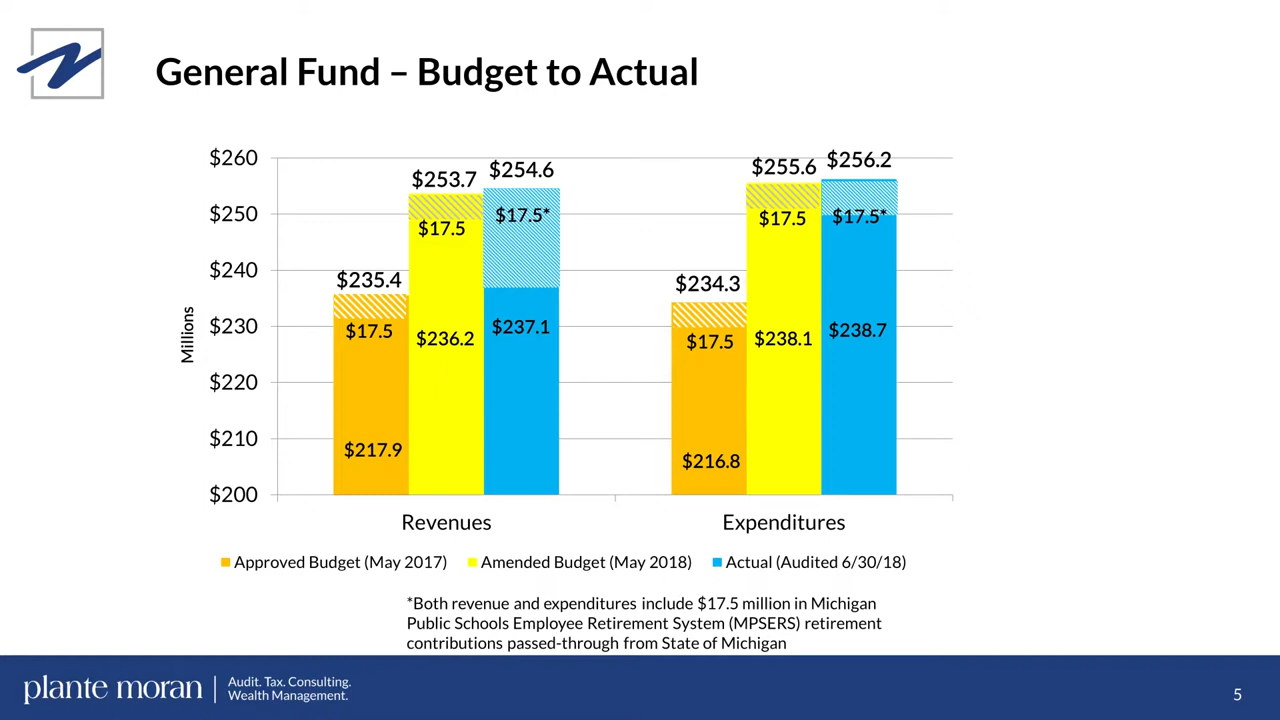 General Fund – Budget to Actual
$260
$250
$240
$230
$220
$210
$200
Millions
$235.4
$17.5
$217.9
$253.7
$17.5
$236.2
$254.6
$17.5*
$237.1
$234.3
$17.5
$216.8
$255.6
$17.5
$238.1
$256.2
$17.5*
$238.7
Revenues
Expenditures
Approved Budget (May 2017)
Amended Budget (May 2018)
Actual (Audited 6/30/18)
*Both revenue and expenditures include $17.5 million in Michigan
Public Schools Employee Retirement System (MPSERS) retirement
contributions passed-through from State of Michigan
plante moran
Audit. Tax. Consulting.
Wealth Management.
5